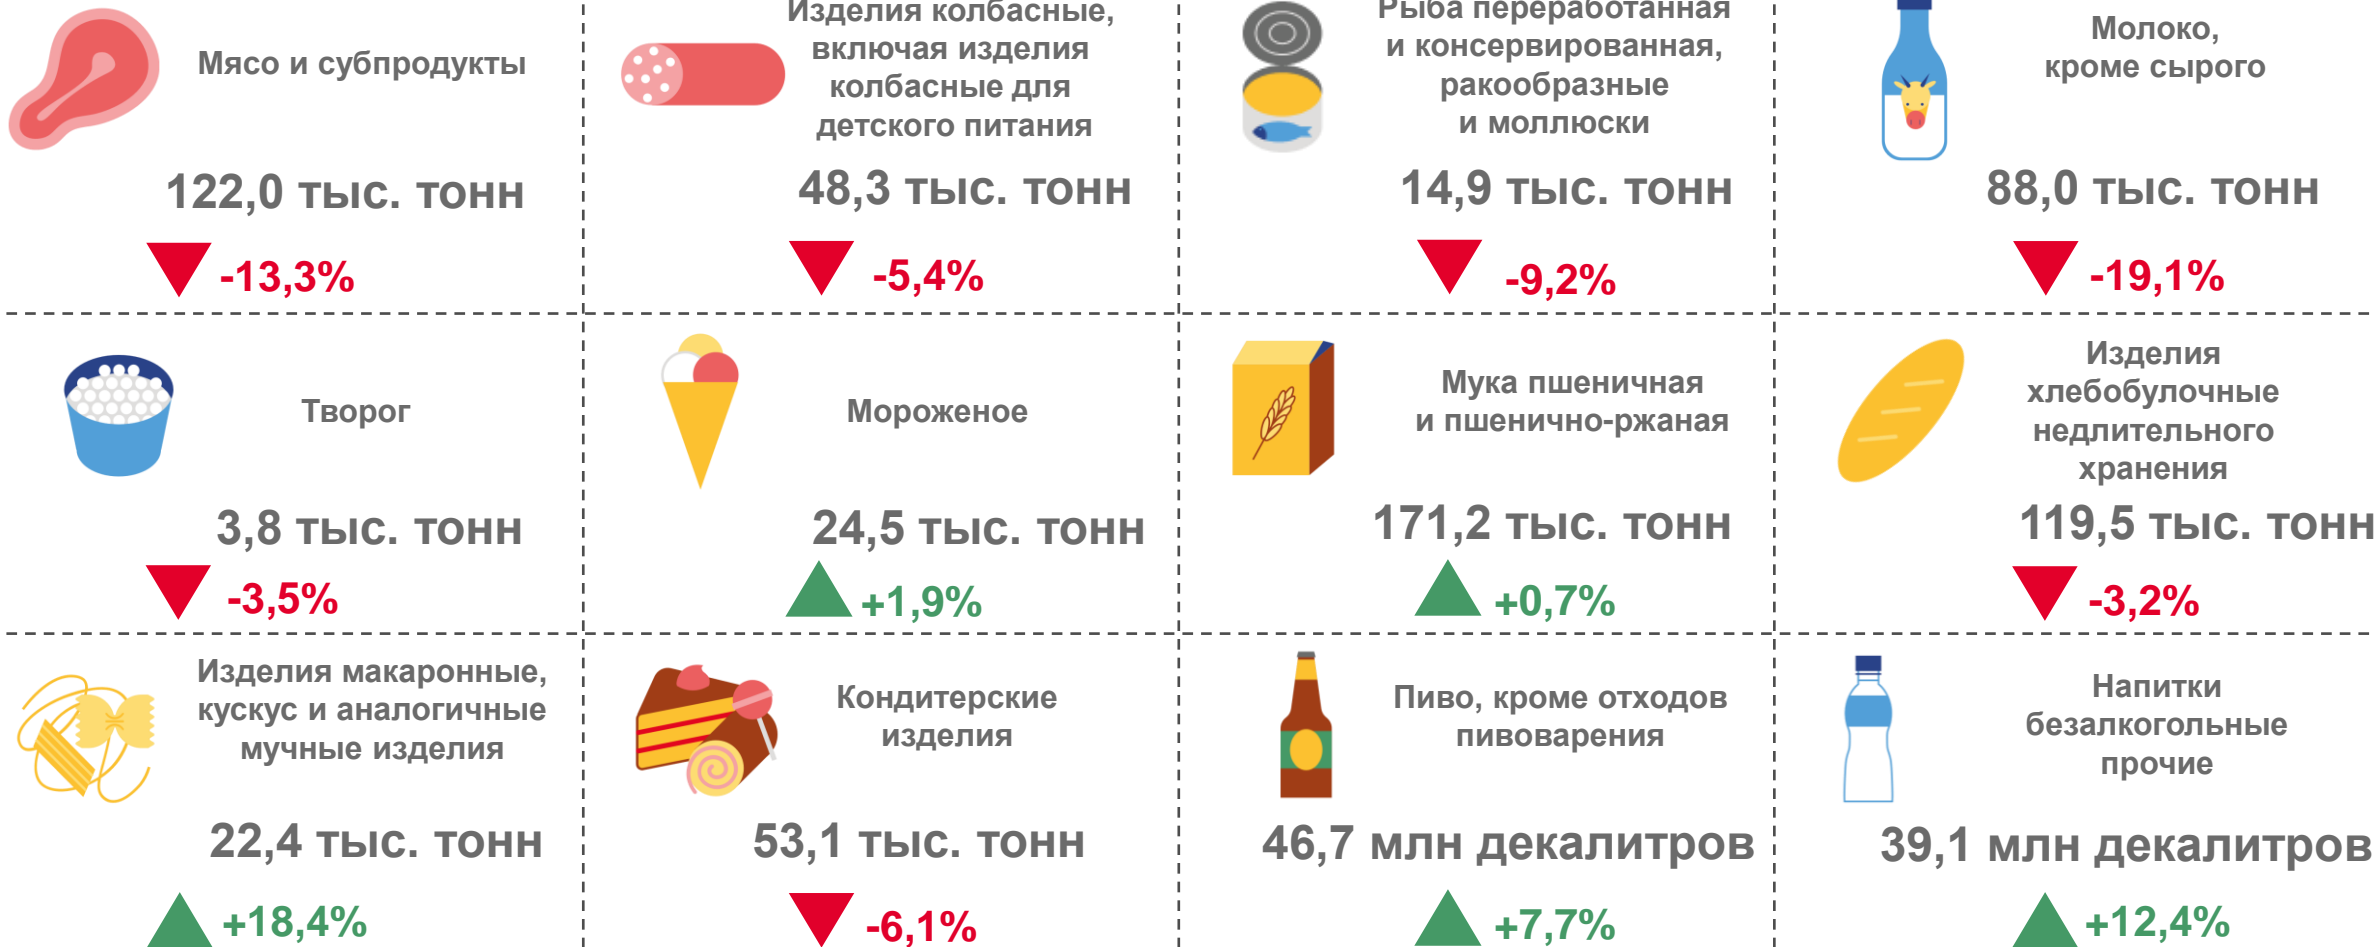 Мясо и субпродукты
122,0 тыс. тонн
-13,3%
Изделия колбасные,
включая изделия
колбасные для
детского питания
48,3 тыс. тонн
-5,4%
Рыба переработанная
и консервированная,
ракообразные
и моллюски
14,9 тыс. тонн
-9,2%
Молоко,
кроме сырого
88,0 тыс. тонн
-19,1%
Творог
3,8 тыс. тонн
-3,5%
Мороженое
24,5 тыс. тонн
+1,9%
Мука пшеничная
и пшенично-ржаная
171,2 тыс. тонн
+0,7%
Изделия
хлебобулочные
недлительного
хранения
119,5 тыс. тонн
-3,2%
Изделия макаронные,
кускус и аналогичные
мучные изделия
22,4 тыс. тонн
+18,4%
Кондитерские
изделия
53,1 тыс. тонн
-6,1%
Пиво, кроме отходов
пивоварения
46,7 млн декалитров
+7,7%
Напитки
безалкогольные
прочие
39,1 млн декалитров
+12,4%